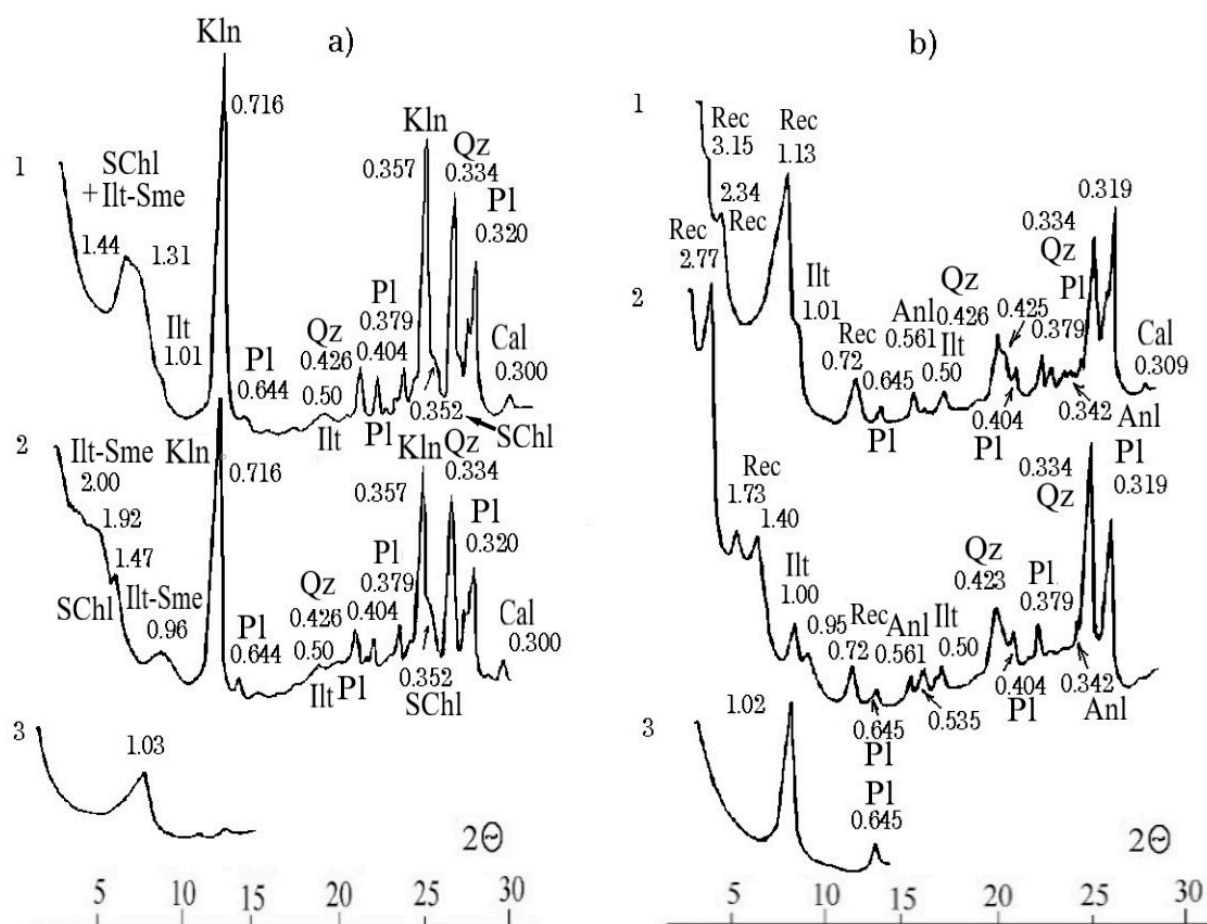 a)
Kln
0.716
1
SChl
+Ilt-Sme
1.44
1.31
Ilt
1.01
Pl
0.644
Qz
0.426
0.50
Ilt
Pl
0.379
0.404
Pl
Kln
0.357
0.352
SChl
Qz
0.334
Pl
0.320
Cal
0.300
2
Ilt-Sme
2.00
1.92
1.47
SChl
Ilt-Sme
0.96
Kln
0.716
Pl
0.644
Qz
0.426
0.50
Ilt
Pl
0.379
0.404
Pl
Kln
0.357
0.352
SChl
Qz
0.334
Pl
0.320
Cal
0.300
3
1.03
2Θ
5 10 15 20 25 30
b)
1
Rec
3.15
2.34
Rec
Rec
1.13
Ilt
1.01
Rec
0.72
0.645
Pl
Anl
0.561
Ilt
0.50
Qz
0.426
0.425
0.404
Pl
0.379
Pl
0.334
Qz
0.342
Anl
0.319
Pl
Cal
0.309
2
Rec
2.77
1.73
Rec
1.40
Ilt
1.00
0.95
Rec
0.72
0.645
Pl
Anl
0.561
0.535
Ilt
0.50
Qz
0.423
0.404
Pl
Pl
0.379
0.334
Qz
0.342
Anl
0.319
3
1.02
Pl
0.645
2Θ
5 10 15 20 25 30